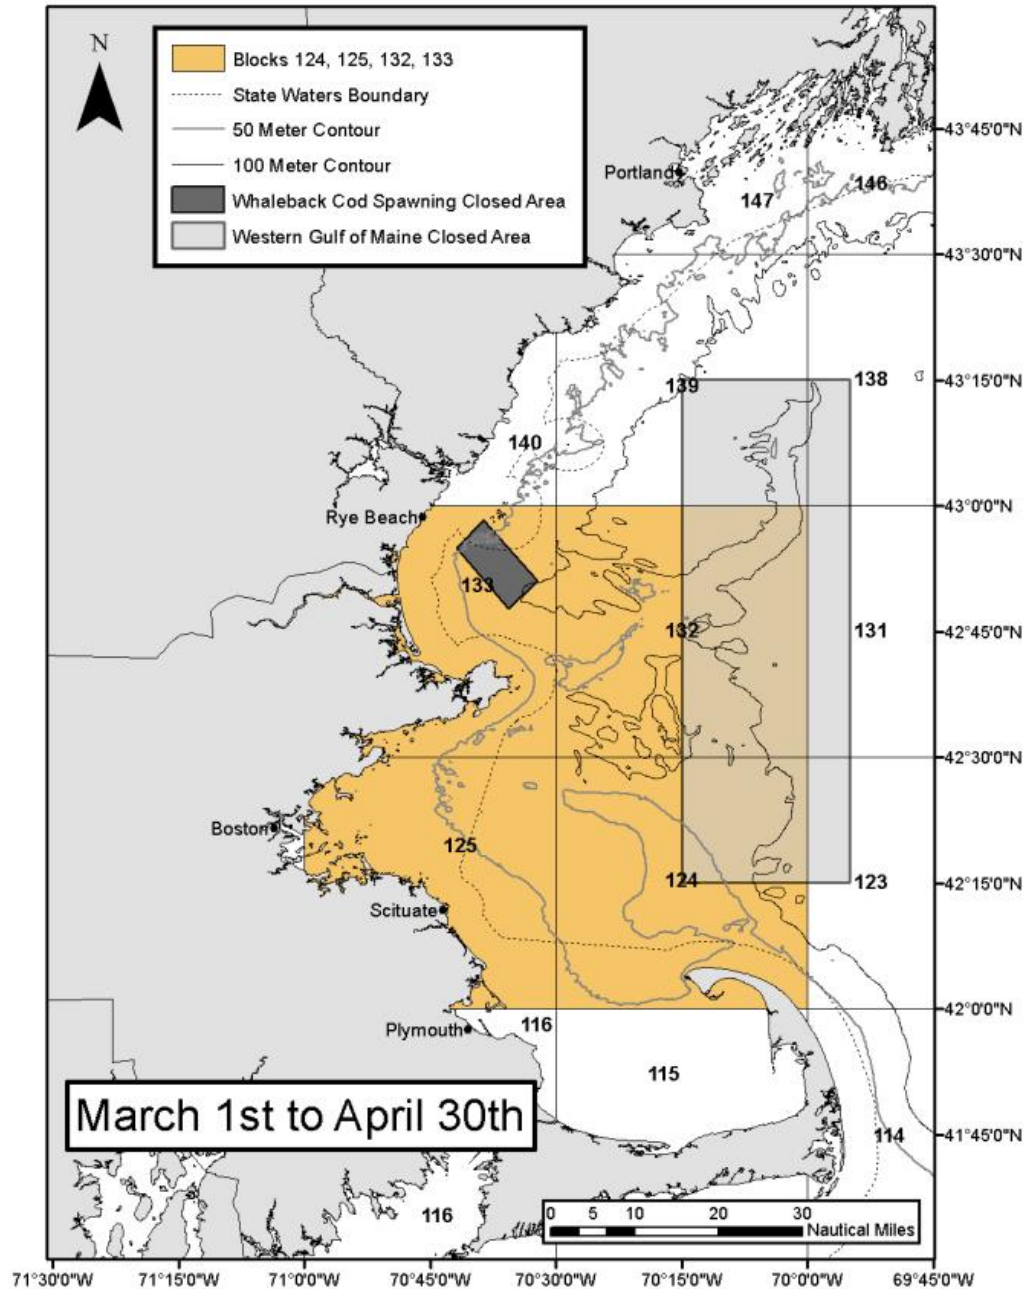 N
Blocks 124, 125, 132, 133
State Waters Boundary
50 Meter Contour
100 Meter Contour
Whaleback Cod Spawning Closed Area
Western Gulf of Maine Closed Area
43°45'0"N
Portland
146
147
43°30'0"N
43°15'0"N
139
138
140
43°0'0"N
Rye Beach
133
42°45'0"N
132
131
42°30'0"N
Boston
125
124
123
42°15'0"N
Scituate
42°0'0"N
Plymouth
116
115
March 1st to April 30th
114
41°45'0"N
116
0 5 10 20 30
Nautical Miles
71°30'0"W 71°15'0"W 71°0'0"W 70°45'0"W 70°30'0"W 70°15'0"W 70°0'0"W 69°45'0"W